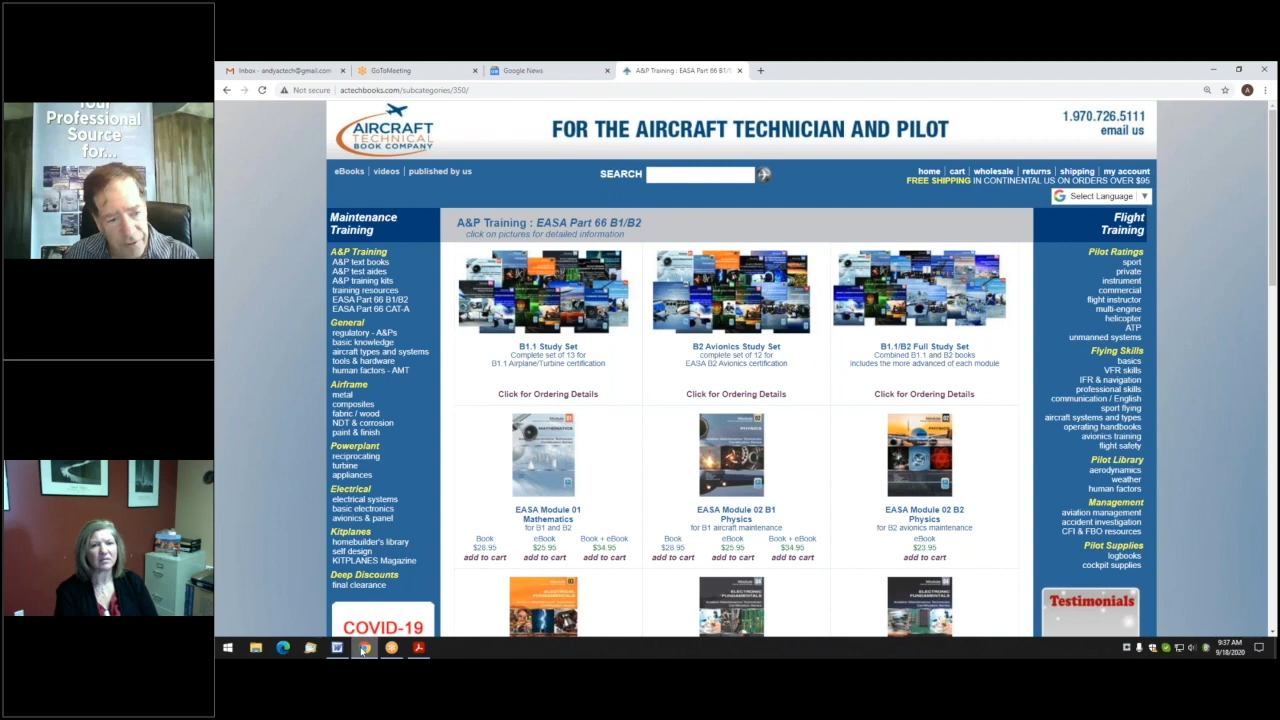 Your
Professional
Source
for...
Inbox - andyactech@gmail.com
GoToMeeting
Google News
A&P Training : EASA Part 66 B1/
Not secure
actechbooks.com/subcategories/350/
AIRCRAFT
TECHNICAL
BOOK COMPANY
FOR THE AIRCRAFT TECHNICIAN AND PILOT
1.970.726.5111
email us
eBooks | videos | published by us
SEARCH
home | cart | wholesale | returns | shipping | my account
FREE SHIPPING IN CONTINENTAL US ON ORDERS OVER $95
Select Language
Maintenance
Training
A&P Training
A&P text books
A&P test aides
A&P training kits
training resources
EASA Part 66 B1/B2
EASA Part 66 CAT-A
General
regulatory - A&Ps
basic knowledge
aircraft types and systems
tools & hardware
human factors - AMT
Airframe
metal
composites
fabric / wood
NDT & corrosion
paint & finish
Powerplant
reciprocating
turbine
appliances
Electrical
electrical systems
basic electronics
avionics & panel
Kitplanes
homebuilder's library
self design
KITPLANES Magazine
Deep Discounts
final clearance
COVID-19
A&P Training : EASA Part 66 B1/B2
click on pictures for detailed information
B1.1 Study Set
Complete set of 13 for
B1.1 Airplane/Turbine certification
Click for Ordering Details
B2 Avionics Study Set
complete set of 12 for
EASA B2 Avionics certification
Click for Ordering Details
B1.1/B2 Full Study Set
Combined B1.1 and B2 books
includes the more advanced of each module
Click for Ordering Details
MATHEMATICS
EASA Module 01
Mathematics
for B1 and B2
Book eBook Book + eBook
$28.95 $25.95 $34.95
add to cart add to cart add to cart
PHYSICS
EASA Module 02 B1
Physics
for B1 aircraft maintenance
Book eBook Book + eBook
$28.95 $25.95 $34.95
add to cart add to cart add to cart
PHYSICS
EASA Module 02 B2
Physics
for B2 avionics maintenance
eBook
$23.95
add to cart
ELECTRICAL
FUNDAMENTALS
ELECTRONIC
FUNDAMENTALS
ELECTRONIC
FUNDAMENTALS
Flight
Training
Pilot Ratings
sport
private
instrument
commercial
flight instructor
multi-engine
helicopter
ATP
unmanned systems
Flying Skills
basics
VFR skills
IFR & navigation
professional skills
communication / English
sport flying
aircraft systems and types
operating handbooks
avionics training
flight safety
Pilot Library
aerodynamics
weather
human factors
Management
aviation management
accident investigation
CFI & FBO resources
Pilot Supplies
logbooks
cockpit supplies
Testimonials
9:37 AM
9/18/2020